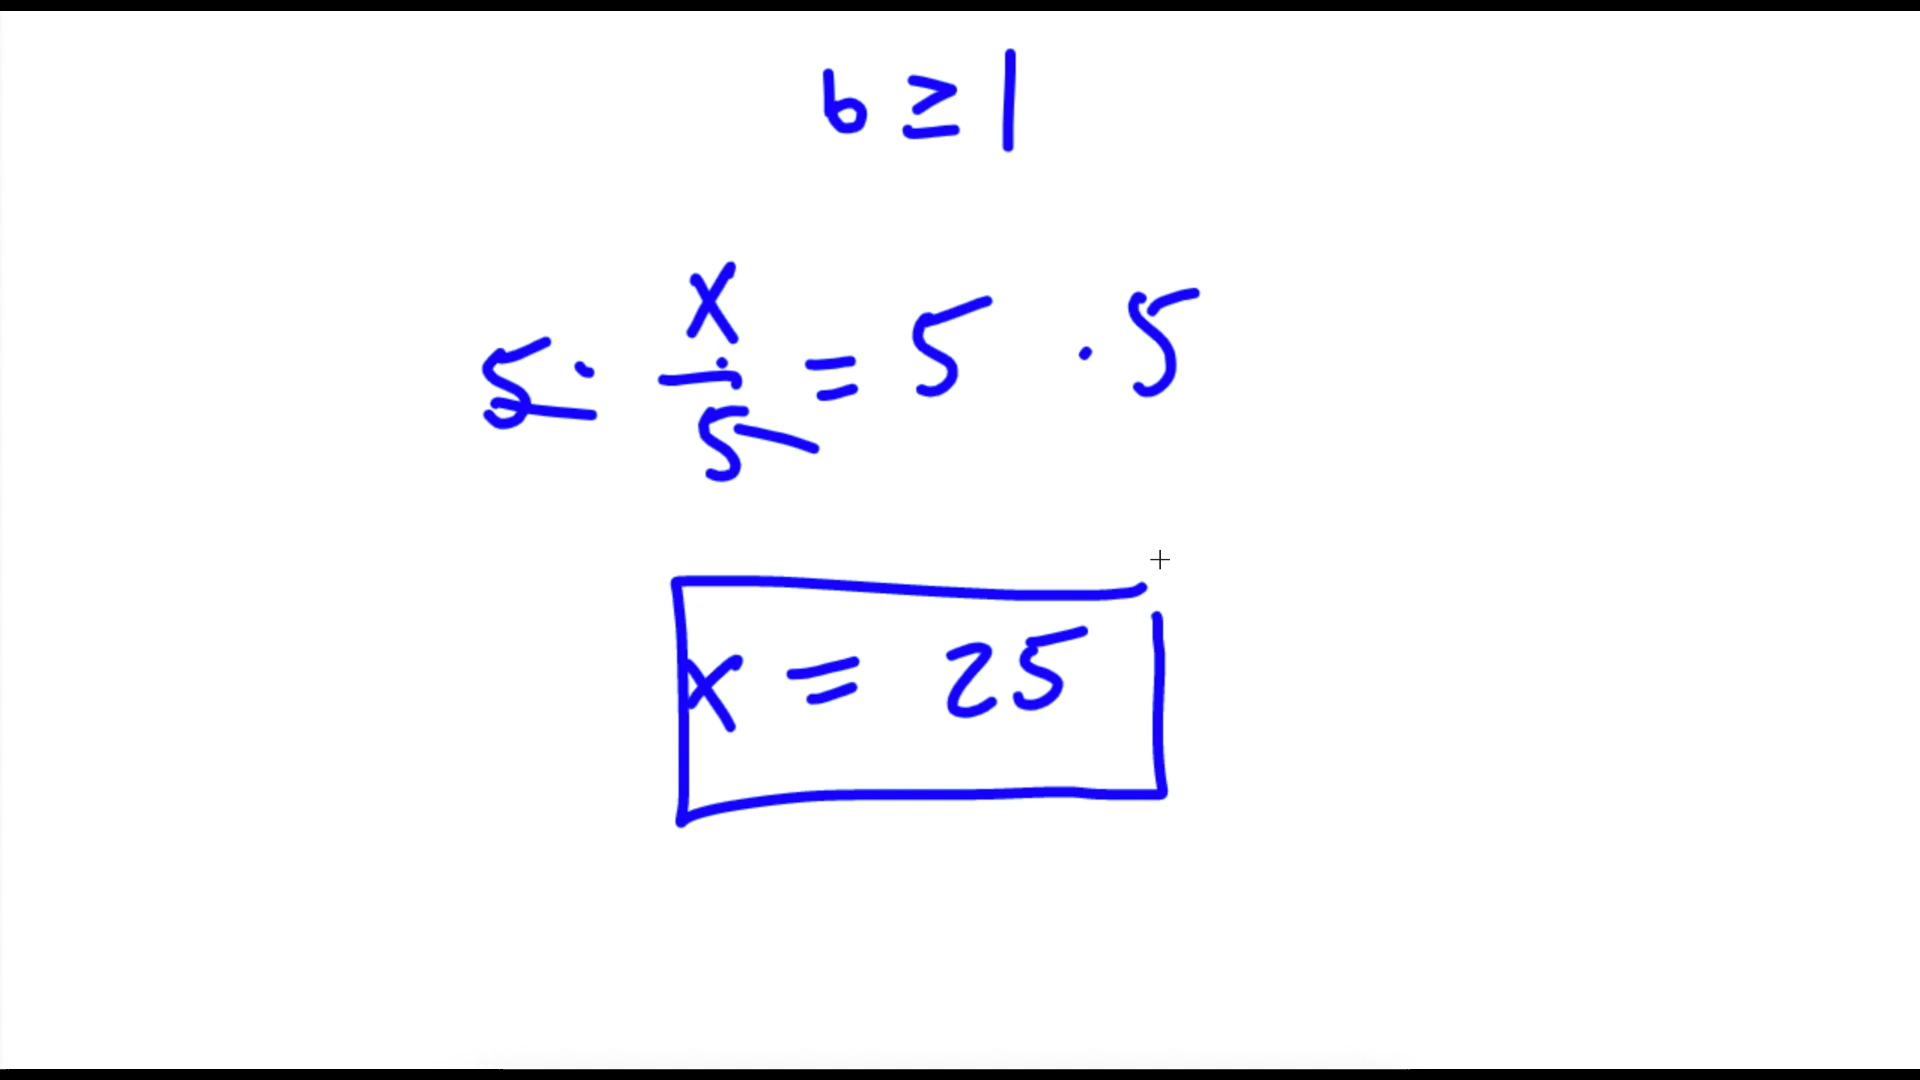 b ≥ 1
5 · x/5 = 5 · 5
x = 25